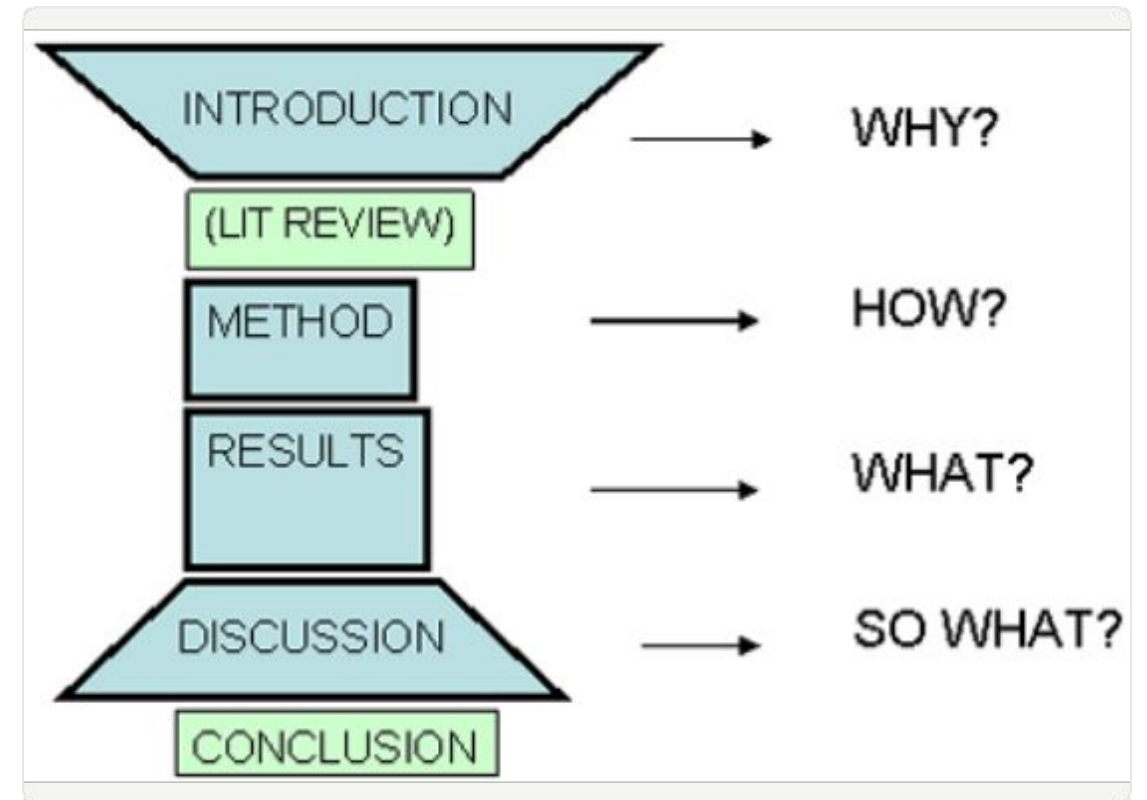 INTRODUCTION
WHY?
(LIT REVIEW)
METHOD
HOW?
RESULTS
WHAT?
DISCUSSION
SO WHAT?
CONCLUSION